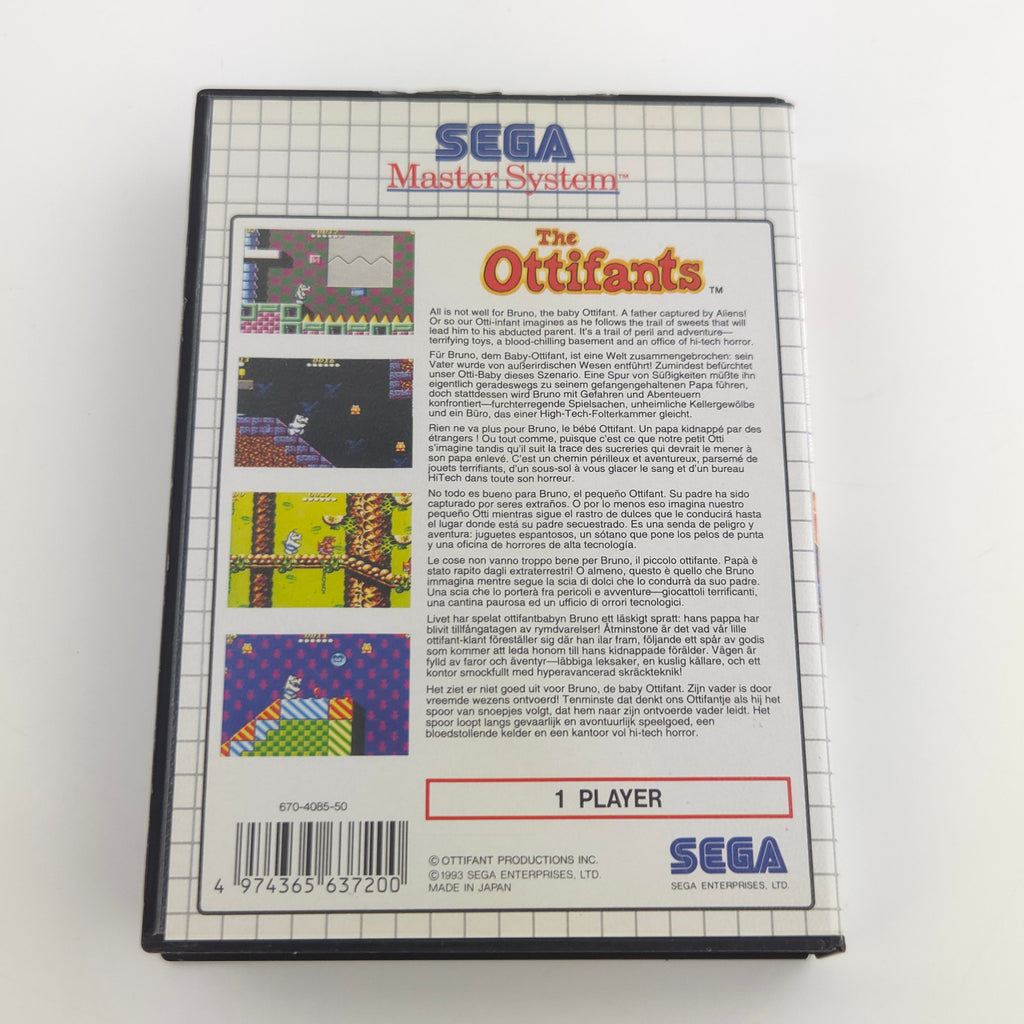 SEGA
Master System™
The
Ottifants™
All is not well for Bruno, the baby Ottifant. A father captured by Aliens!
Or so our Otti-infant imagines as he follows the trail of sweets that will
lead him to his abducted parent. It's a trail of peril and adventure—
terrifying toys, a blood-chilling basement and an office of hi-tech horror.
Für Bruno, dem Baby-Ottifant, ist eine Welt zusammengebrochen: sein
Vater wurde von außerirdischen Wesen entführt! Zumindest befürchtet
unser Otti-Baby dieses Szenario. Eine Spur von Süßigkeiten müßte ihn
eigentlich geradeswegs zu seinem gefangengehaltenen Papa führen,
doch stattdessen wird Bruno mit Gefahren und Abenteuern
konfrontiert—furchterregende Spielsachen, unheimliche Kellergewölbe
und ein Büro, das einer High-Tech-Folterkammer gleicht.
Rien ne va plus pour Bruno, le bébé Ottifant. Un papa kidnappé par des
étrangers ! Ou tout comme, puisque c'est ce que notre petit Otti
s'imagine tandis qu'il suit la trace des sucreries qui devrait le mener à
son papa enlevé. C'est un chemin périlleux et aventureux, parsemé de
jouets terrifiants, d'un sous-sol à vous glacer le sang et d'un bureau
HiTech dans toute son horreur.
No todo es bueno para Bruno, el pequeño Ottifant. Su padre ha sido
capturado por seres extraños. O por lo menos eso imagina nuestro
pequeño Otti mientras sigue el rastro de dulces que le conducirá hasta
el lugar donde está su padre secuestrado. Es una senda de peligro y
aventura: juguetes espantosos, un sótano que pone los pelos de punta
y una oficina de horrores de alta tecnología.
Le cose non vanno troppo bene per Bruno, il piccolo ottifante. Papà è
stato rapito dagli extraterrestri! O almeno, questo è quello che Bruno
immagina mentre segue la scia di dolci che lo condurrà da suo padre.
Una scia che lo porterà fra pericoli e avventure—giocattoli terrificanti,
una cantina paurosa ed un ufficio di orrori tecnologici.
Livet har spelat ottifantbabyn Bruno ett läskigt spratt: hans pappa har
blivit tillfångatagen av rymdvarelser! Åtminstone är det vad vår lille
ottifant-klant föreställer sig där han ilar fram, följande ett spår av godis
som kommer att leda honom till hans kidnappade förälder. Vägen är
fylld av faror och äventyr—läbbiga leksaker, en kuslig källare, och ett
kontor smockfullt med hyperavancerad skräckteknik!
Het ziet er niet goed uit voor Bruno, de baby Ottifant. Zijn vader is door
vreemde wezens ontvoerd! Tenminste dat denkt ons Ottifantje als hij het
spoor van snoepjes volgt, dat hem naar zijn ontvoerde vader leidt. Het
spoor loopt langs gevaarlijk en avontuurlijk speelgoed, een
bloedstollende kelder en een kantoor vol hi-tech horror.
1 PLAYER
670-4085-50
4 974365 637200
© OTTIFANT PRODUCTIONS INC.
© 1993 SEGA ENTERPRISES, LTD.
MADE IN JAPAN
SEGA
SEGA ENTERPRISES, LTD.